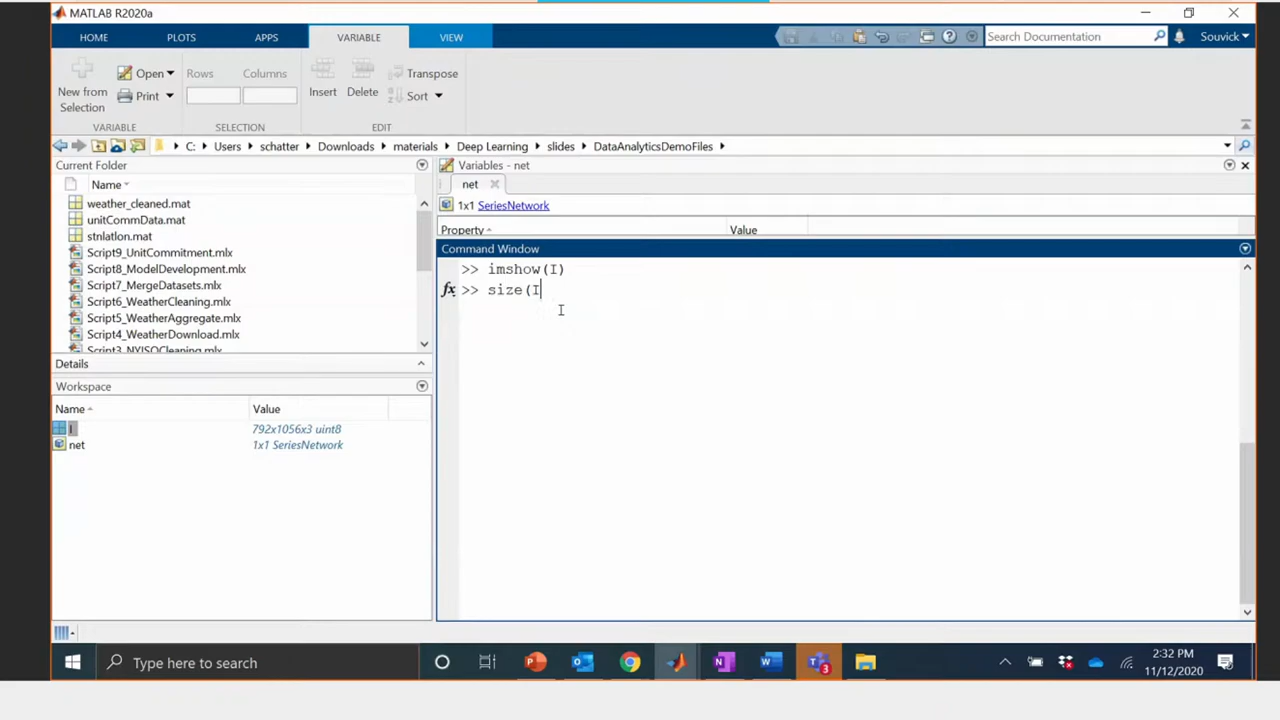 MATLAB R2020a
HOME PLOTS APPS VARIABLE VIEW Search Documentation Souvick
New from Selection Open Print Rows Columns Insert Delete Transpose Sort
VARIABLE SELECTION EDIT
C: Users schatter Downloads materials Deep Learning slides DataAnalyticsDemoFiles
Current Folder
Name
weather_cleaned.mat
unitCommData.mat
stnlatlon.mat
Script9_UnitCommitment.mlx
Script8_ModelDevelopment.mlx
Script7_MergeDatasets.mlx
Script6_WeatherCleaning.mlx
Script5_WeatherAggregate.mlx
Script4_WeatherDownload.mlx
Script3_NYISOCleaning.mlx
Details
Workspace
Name Value
I 792x1056x3 uint8
net 1x1 SeriesNetwork
Variables - net
net
1x1 SeriesNetwork
Property Value
Command Window
>> imshow(I)
fx >> size(I
Type here to search
3
2:32 PM
11/12/2020